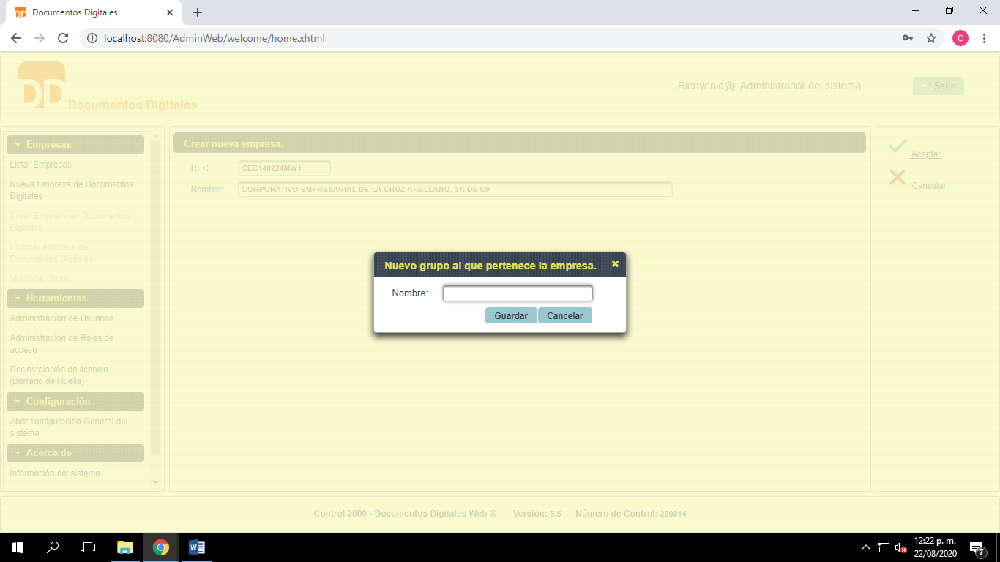 Documentos Digitales
localhost:8080/AdminWeb/welcome/home.xhtml
C
DD
Documentos Digitales
Bienvenid@: Administrador del sistema
Salir
Empresas
Listar Empresas
Nueva Empresa de Documentos
Digitales
Crear Empresa en Documentos
Digitales
Eliminar empresa de
Documentos Digitales
Modificar Grupo
Herramientas
Administración de Usuarios
Administración de Roles de
acceso
Desinstalación de licencia
(Borrado de Huella)
Configuración
Abrir configuración General del
sistema
Acerca de
Información del sistema
Crear nueva empresa.
RFC: CEC140224MW1
Nombre: CORPORATIVO EMPRESARIAL DE LA CRUZ ARELLANO, SA DE CV
Aceptar
Cancelar
Nuevo grupo al que pertenece la empresa.
Nombre:
Guardar Cancelar
Control 2000 - Documentos Digitales Web ® Versión: 5.5 Número de Control: 200814
12:22 p. m.
22/08/2020
7